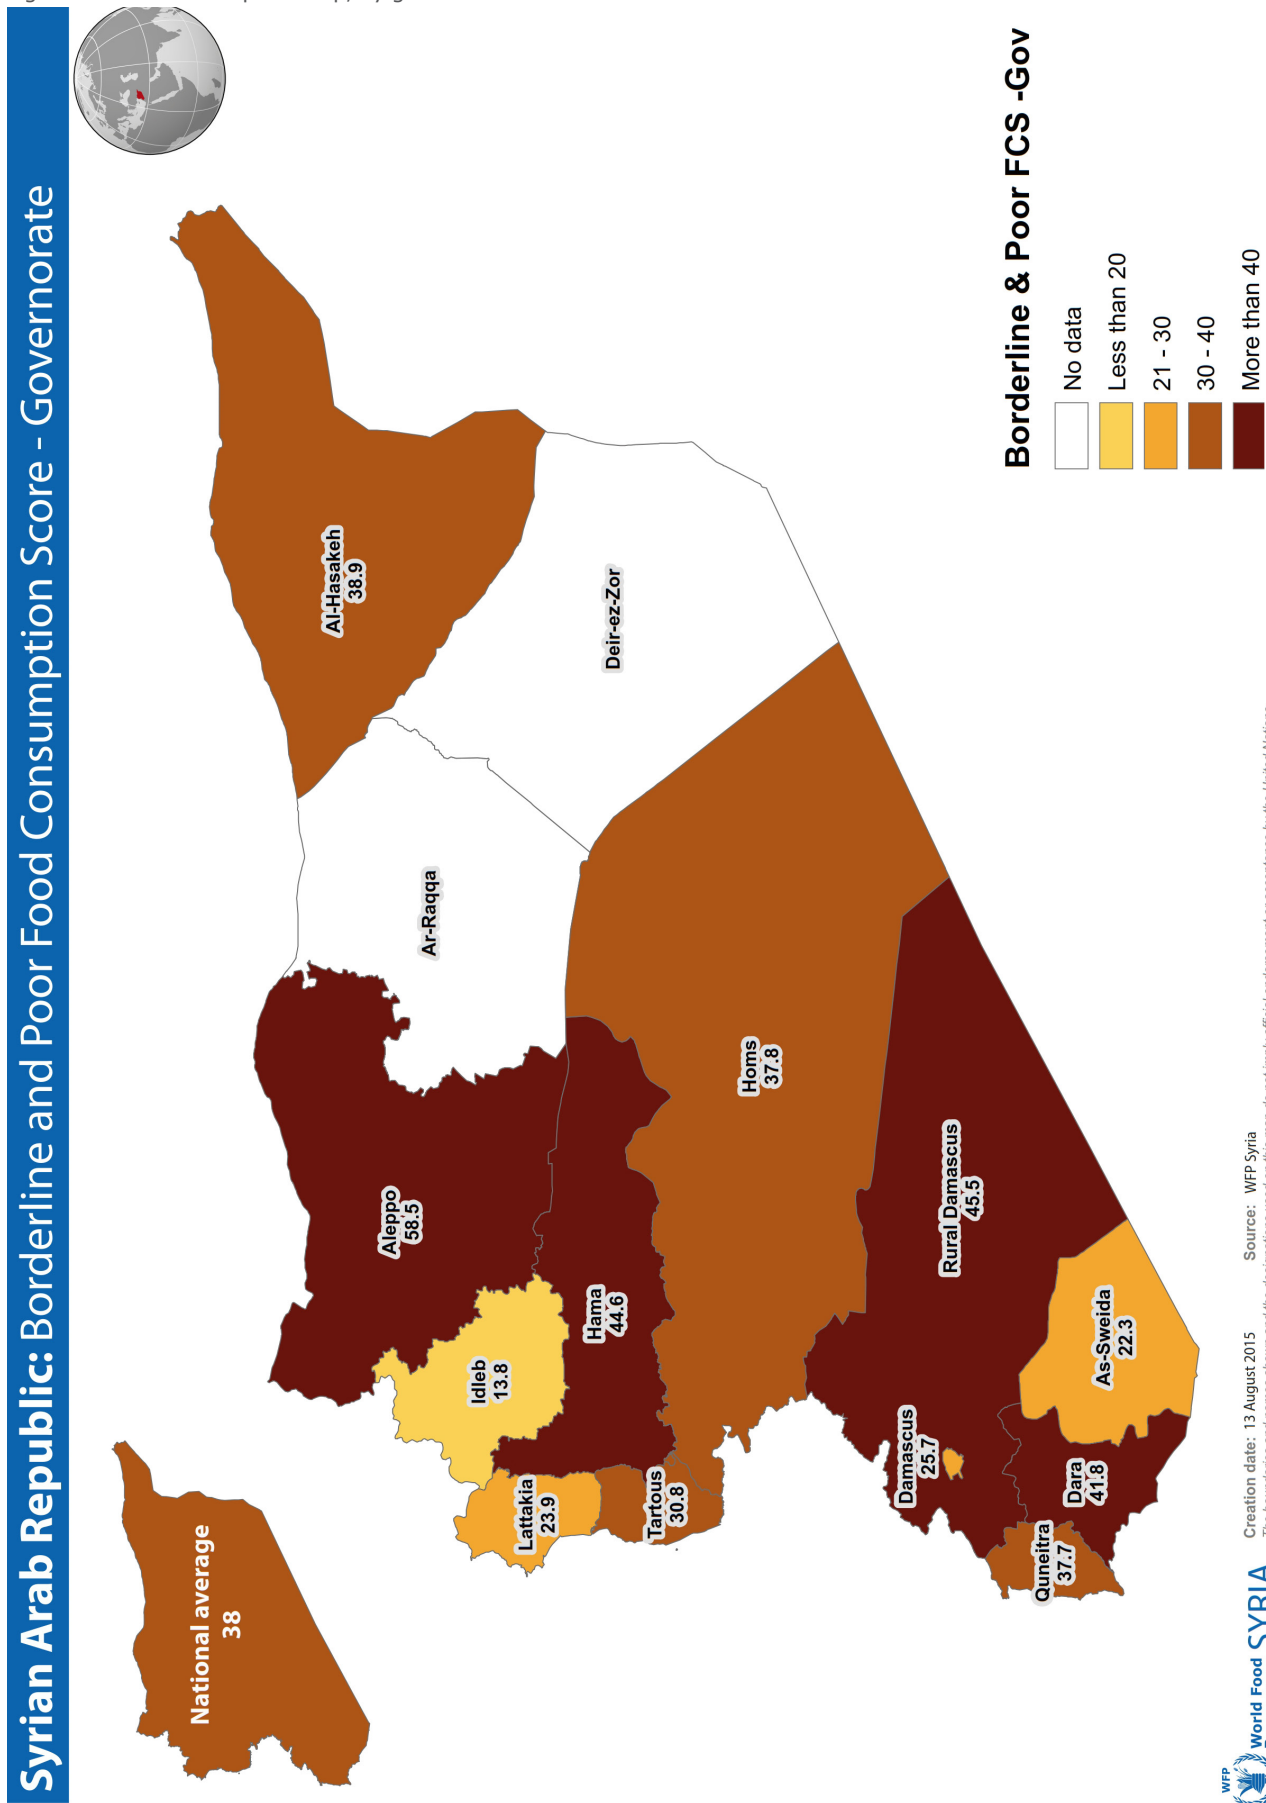 Syrian Arab Republic: Borderline and Poor Food Consumption Score - Governorate
National average
38
Al-Hasakeh
38.9
Ar-Raqqa
Deir-ez-Zor
Aleppo
58.5
Idleb
13.8
Hama
44.6
Lattakia
23.9
Tartous
30.8
Homs
37.8
Rural Damascus
45.5
Damascus
25.7
As-Sweida
22.3
Dara
41.8
Quneitra
37.7
Borderline & Poor FCS -Gov
No data
Less than 20
21 - 30
30 - 40
More than 40
WFP
World Food
SYRIA
Creation date: 13 August 2015 Source: WFP Syria